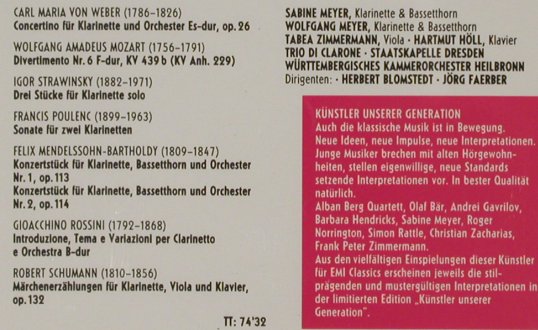 CARL MARIA VON WEBER (1786-1826)
Concertino für Klarinette und Orchester Es-dur, op. 26
WOLFGANG AMADEUS MOZART (1756-1791)
Divertimento Nr. 6 F-dur, KV 439 b (KV Anh. 229)
IGOR STRAWINSKY (1882-1971)
Drei Stücke für Klarinette solo
FRANCIS POULENC (1899-1963)
Sonate für zwei Klarinetten
FELIX MENDELSSOHN-BARTHOLDY (1809-1847)
Konzertstück für Klarinette, Bassetthorn und Orchester
Nr. 1, op. 113
Konzertstück für Klarinette, Bassetthorn und Orchester
Nr. 2, op. 114
GIOACCHINO ROSSINI (1792-1868)
Introduzione, Tema e Variazioni per Clarinetto
e Orchestra B-dur
ROBERT SCHUMANN (1810-1856)
Märchenerzählungen für Klarinette, Viola und Klavier,
op. 132
TT: 74'32
SABINE MEYER, Klarinette & Bassetthorn
WOLFGANG MEYER, Klarinette & Bassetthorn
TABEA ZIMMERMANN, Viola · HARTMUT HÖLL, Klavier
TRIO DI CLARONE · STAATSKAPELLE DRESDEN
WÜRTTEMBERGISCHES KAMMERORCHESTER HEILBRONN
Dirigenten: · HERBERT BLOMSTEDT · JÖRG FAERBER
KÜNSTLER UNSERER GENERATION
Auch die klassische Musik ist in Bewegung.
Neue Ideen, neue Impulse, neue Interpretationen.
Junge Musiker brechen mit alten Hörgewohn-
heiten, stellen eigenwillige, neue Standards
setzende Interpretationen vor. In bester Qualität
natürlich.
Alban Berg Quartett, Olaf Bär, Andrei Gavrilov,
Barbara Hendricks, Sabine Meyer, Roger
Norrington, Simon Rattle, Christian Zacharias,
Frank Peter Zimmermann.
Aus den vielfältigen Einspielungen dieser Künstler
für EMI Classics erscheinen jeweils die stil-
prägenden und mustergültigen Interpretationen in
der limitierten Edition „Künstler unserer
Generation".